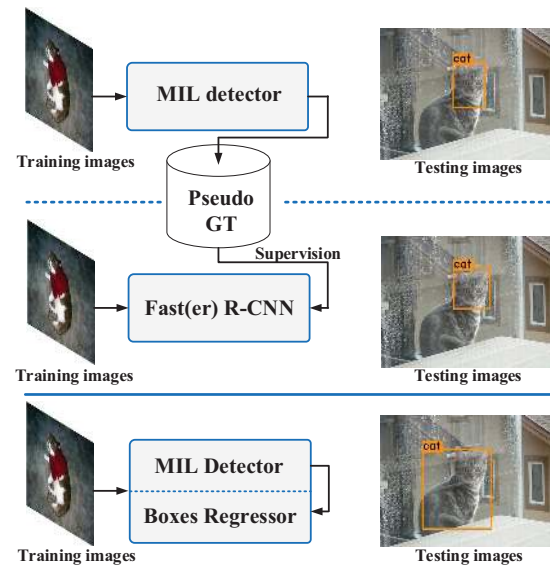 cat
MIL detector
Training images
Testing images
Pseudo
GT
Supervision
cat
Fast(er) R-CNN
Training images
Testing images
cat
MIL Detector
Boxes Regressor
Training images
Testing images